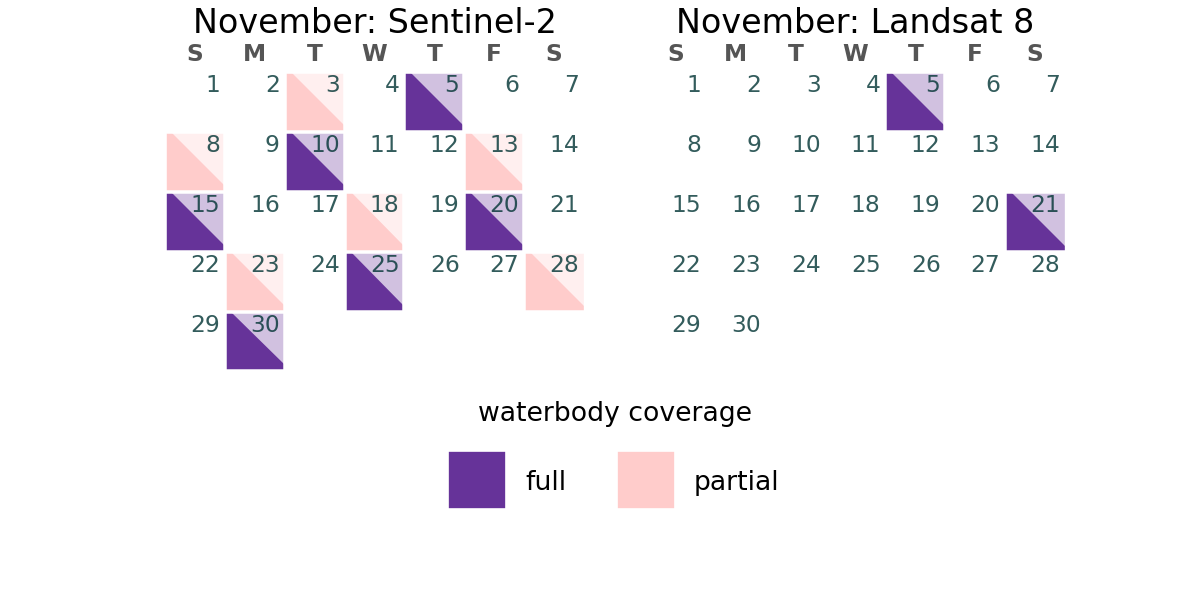 November: Sentinel-2
S M T W T F S
1 2 3 4 5 6 7
8 9 10 11 12 13 14
15 16 17 18 19 20 21
22 23 24 25 26 27 28
29 30
November: Landsat 8
S M T W T F S
1 2 3 4 5 6 7
8 9 10 11 12 13 14
15 16 17 18 19 20 21
22 23 24 25 26 27 28
29 30
waterbody coverage
full partial